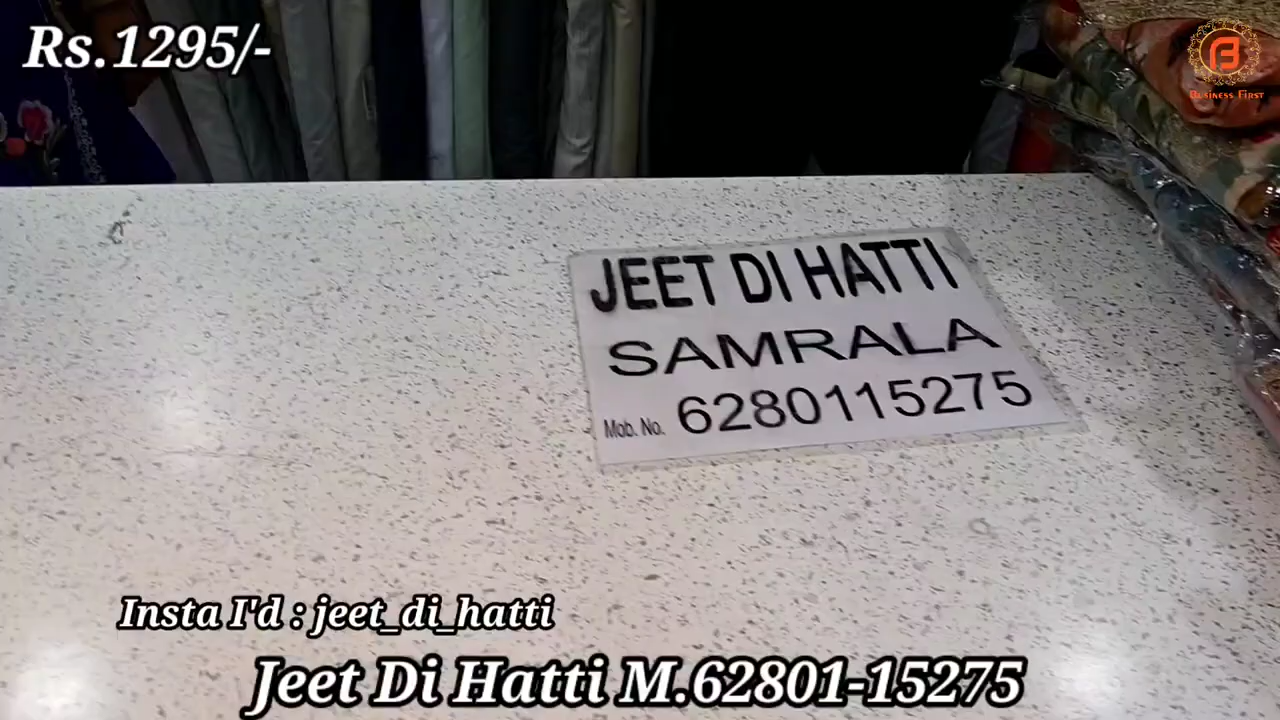 Rs.1295/-
BUSINESS FIRST
JEET DI HATTI
SAMRALA
Mob. No. 6280115275
Insta I'd : jeet_di_hatti
Jeet Di Hatti M.62801-15275